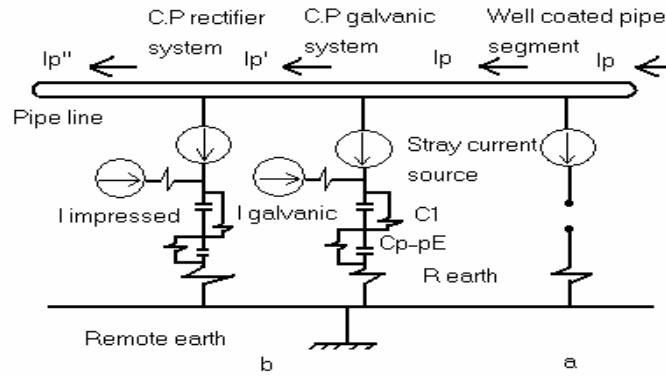 C.P rectifier system
C.P galvanic system
Well coated pipe segment
Ip"
Ip'
Ip
Ip
Pipe line
Stray current source
I impressed
I galvanic
C1
Cp-pE
R earth
Remote earth
b
a